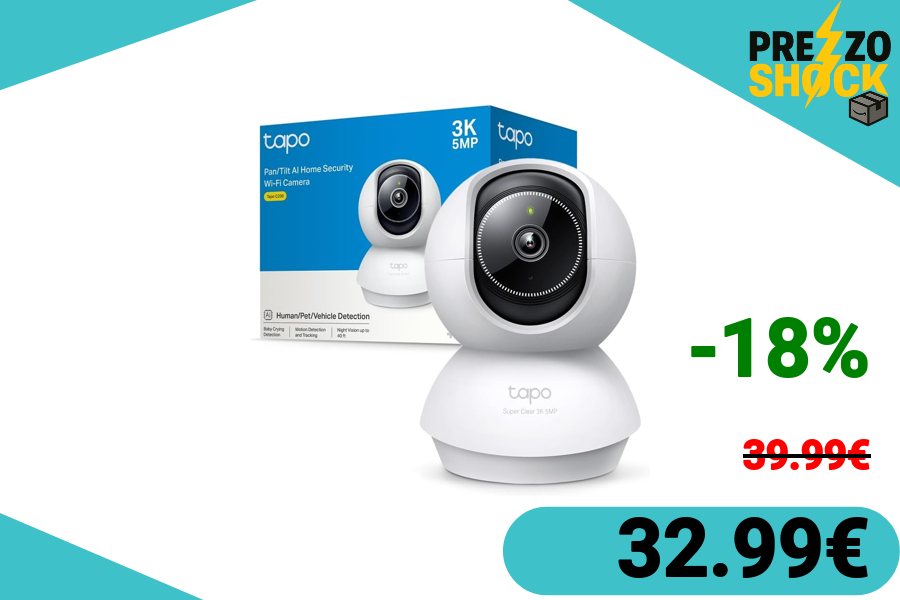 PREZZO
SHOCK
tapo
3K
5MP
tapo
Pan/Tilt AI Home Security
Wi-Fi Camera
tapo
AI Human/Pet/Vehicle Detection
Baby Crying
Detection
Motion Detection
and Tracking
Night Vision up to
40 ft
tapo
Super Clear 3K 5MP
-18%
39.99€
32.99€